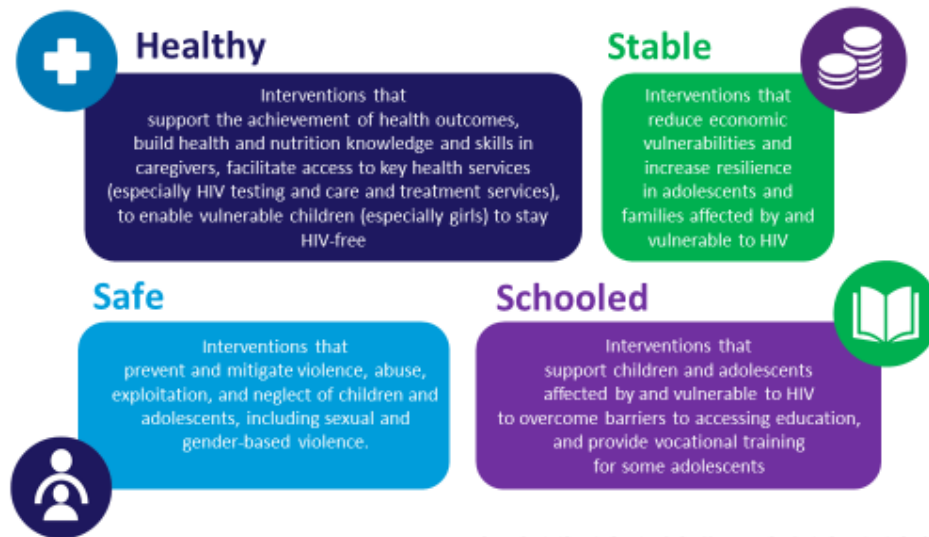 Healthy
Interventions that
support the achievement of health outcomes,
build health and nutrition knowledge and skills in
caregivers, facilitate access to key health services
(especially HIV testing and care and treatment services),
to enable vulnerable children (especially girls) to stay
HIV-free
Stable
Interventions that
reduce economic
vulnerabilities and
increase resilience
in adolescents and
families affected by and
vulnerable to HIV
Safe
Interventions that
prevent and mitigate violence, abuse,
exploitation, and neglect of children and
adolescents, including sexual and
gender-based violence.
Schooled
Interventions that
support children and adolescents
affected by and vulnerable to HIV
to overcome barriers to accessing education,
and provide vocational training
for some adolescents